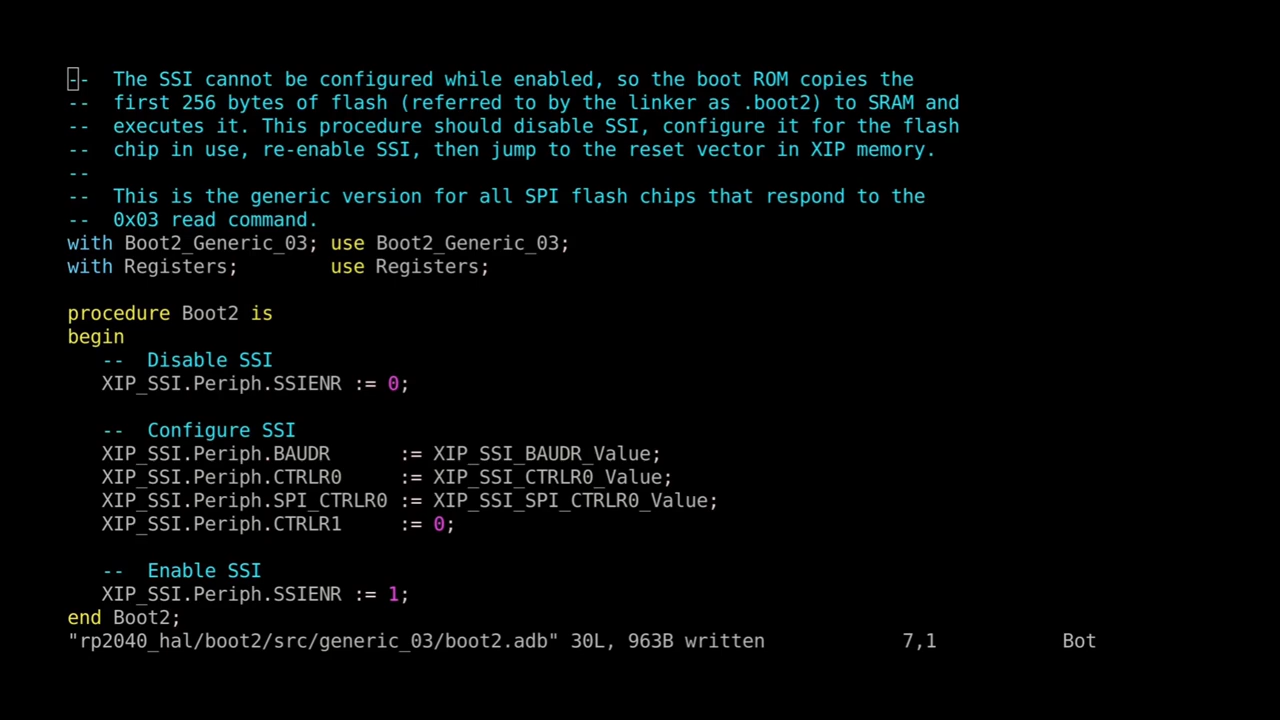 --  The SSI cannot be configured while enabled, so the boot ROM copies the
--  first 256 bytes of flash (referred to by the linker as .boot2) to SRAM and
--  executes it. This procedure should disable SSI, configure it for the flash
--  chip in use, re-enable SSI, then jump to the reset vector in XIP memory.
--
--  This is the generic version for all SPI flash chips that respond to the
--  0x03 read command.
with Boot2_Generic_03; use Boot2_Generic_03;
with Registers;        use Registers;

procedure Boot2 is
begin
   --  Disable SSI
   XIP_SSI.Periph.SSIENR := 0;

   --  Configure SSI
   XIP_SSI.Periph.BAUDR      := XIP_SSI_BAUDR_Value;
   XIP_SSI.Periph.CTRLR0     := XIP_SSI_CTRLR0_Value;
   XIP_SSI.Periph.SPI_CTRLR0 := XIP_SSI_SPI_CTRLR0_Value;
   XIP_SSI.Periph.CTRLR1     := 0;

   --  Enable SSI
   XIP_SSI.Periph.SSIENR := 1;
end Boot2;
"rp2040_hal/boot2/src/generic_03/boot2.adb" 30L, 963B written            7,1           Bot